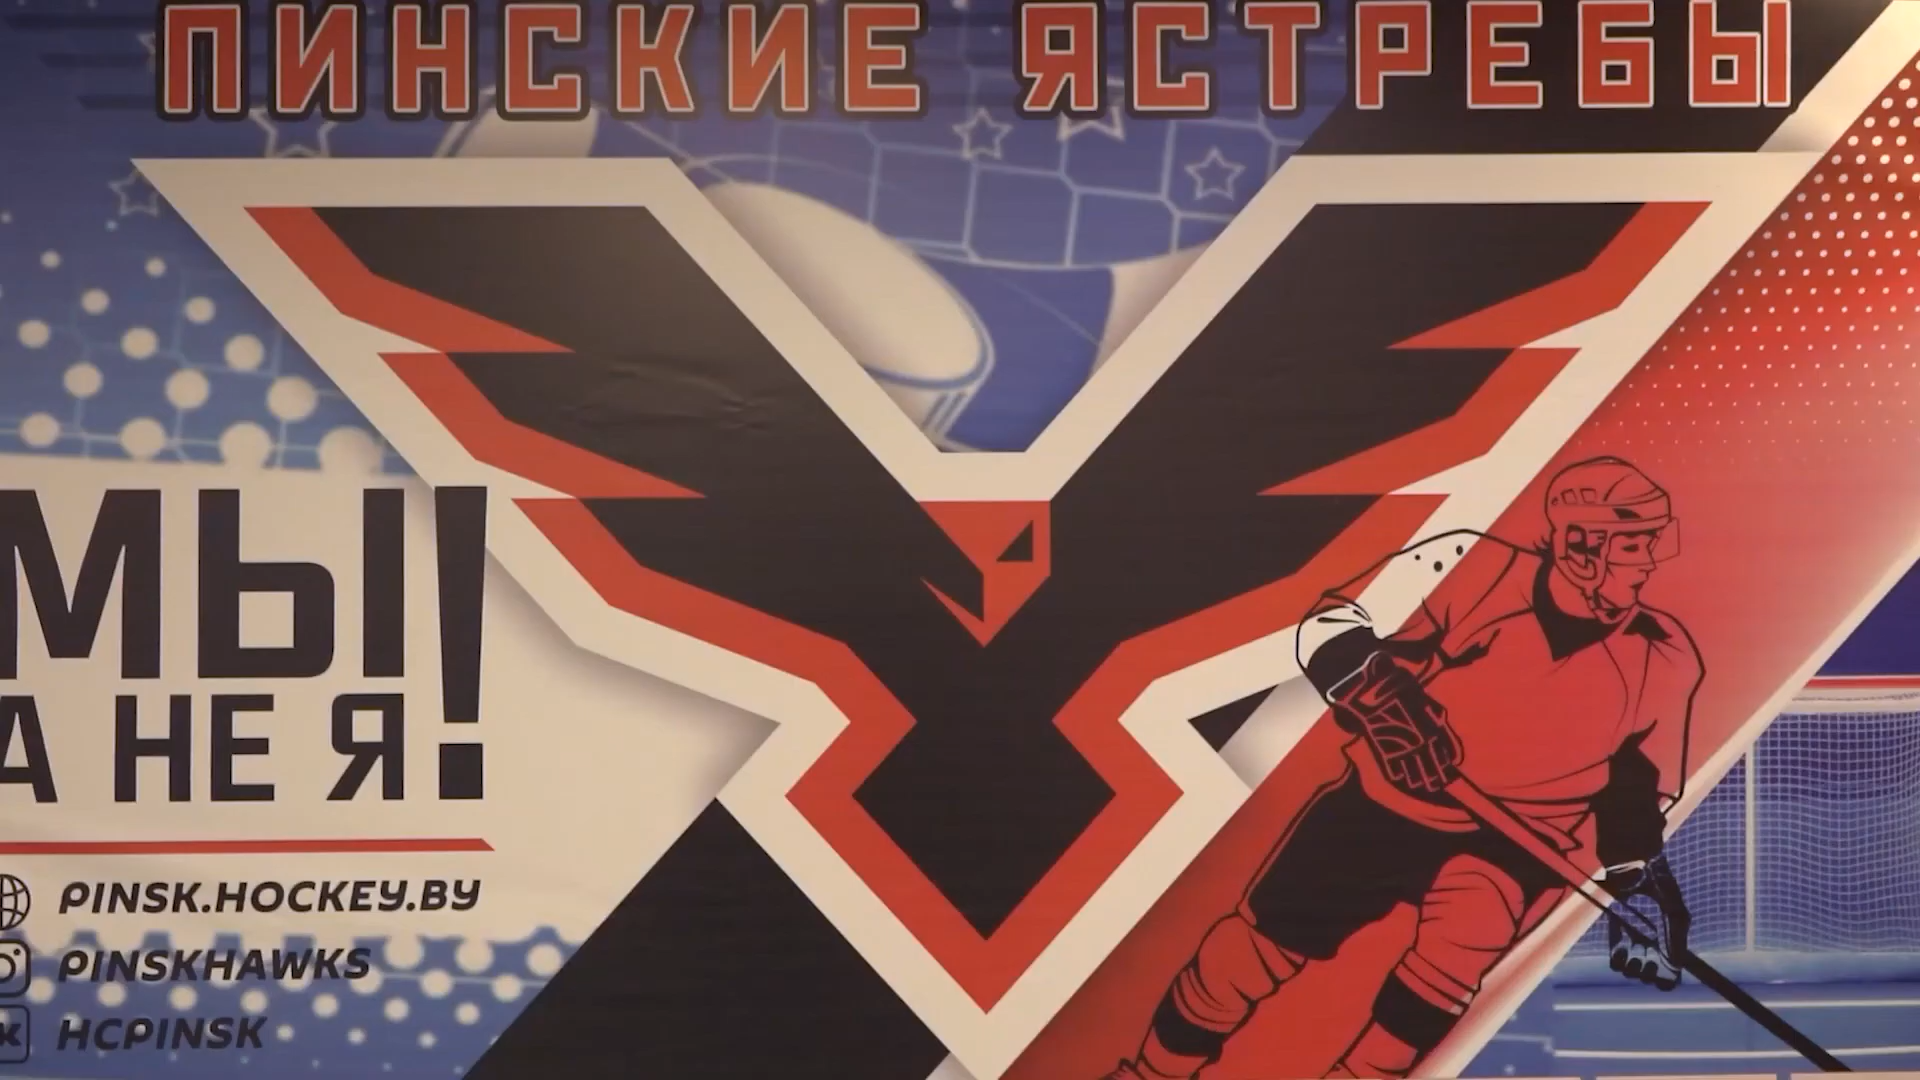 ПИНСКИЕ ЯСТРЕБЫ
МЫ
А НЕ Я!
PINSK.HOCKEY.BY
PINSKHAWKS
HCPINSK